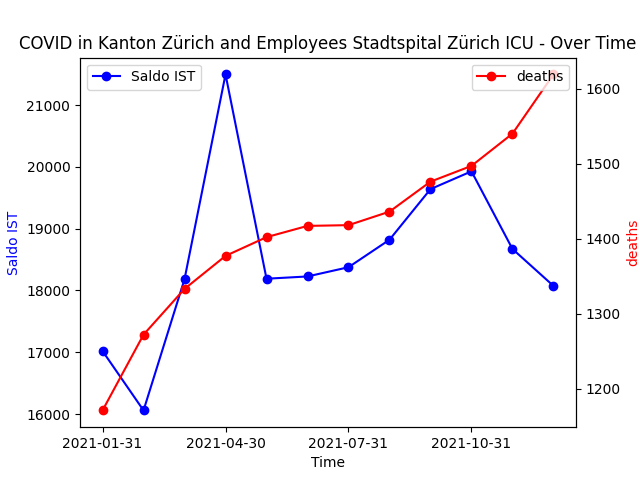 COVID in Kanton Zürich and Employees Stadtspital Zürich ICU - Over Time
Saldo IST
deaths
21000
20000
19000
18000
17000
16000
Saldo IST
1600
1500
1400
1300
1200
deaths
2021-01-31
2021-04-30
2021-07-31
2021-10-31
Time